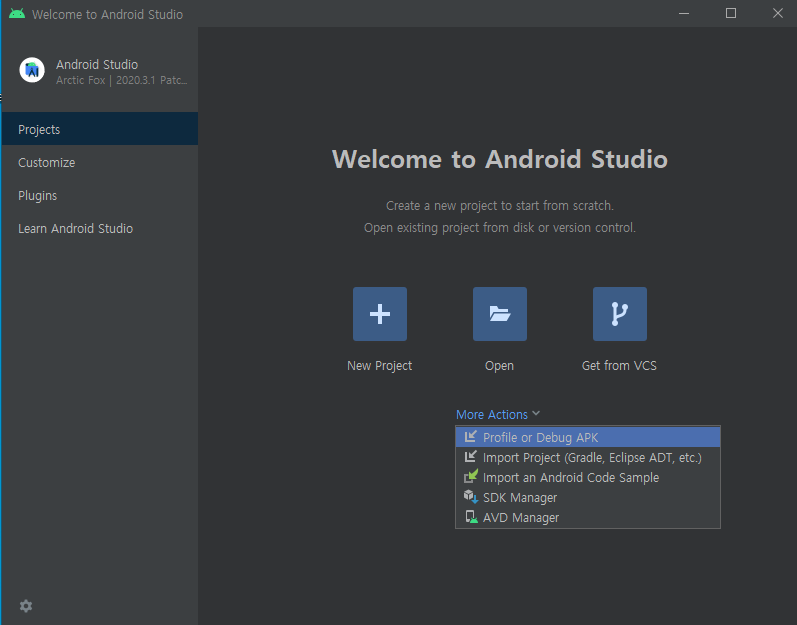 Welcome to Android Studio
Android Studio
Arctic Fox | 2020.3.1 Patc...
Projects
Customize
Plugins
Learn Android Studio
Welcome to Android Studio
Create a new project to start from scratch.
Open existing project from disk or version control.
New Project
Open
Get from VCS
More Actions
Profile or Debug APK
Import Project (Gradle, Eclipse ADT, etc.)
Import an Android Code Sample
SDK Manager
AVD Manager